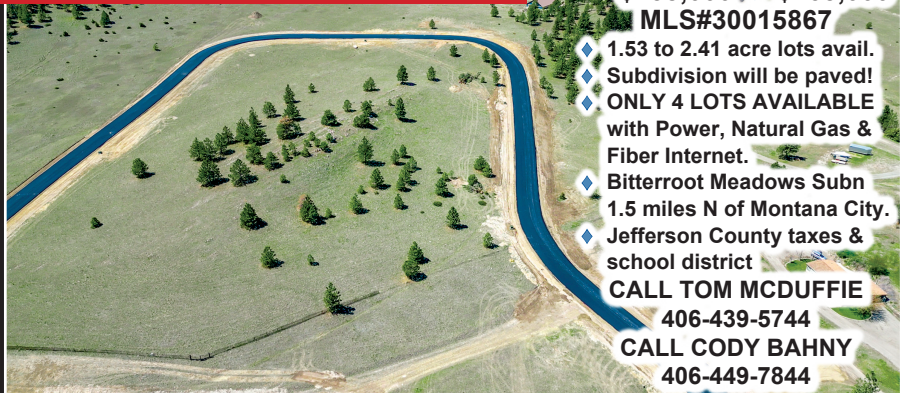 MLS#30015867
1.53 to 2.41 acre lots avail.
Subdivision will be paved!
ONLY 4 LOTS AVAILABLE
with Power, Natural Gas &
Fiber Internet.
Bitterroot Meadows Subn
1.5 miles N of Montana City.
Jefferson County taxes &
school district
CALL TOM MCDUFFIE
406-439-5744
CALL CODY BAHNY
406-449-7844